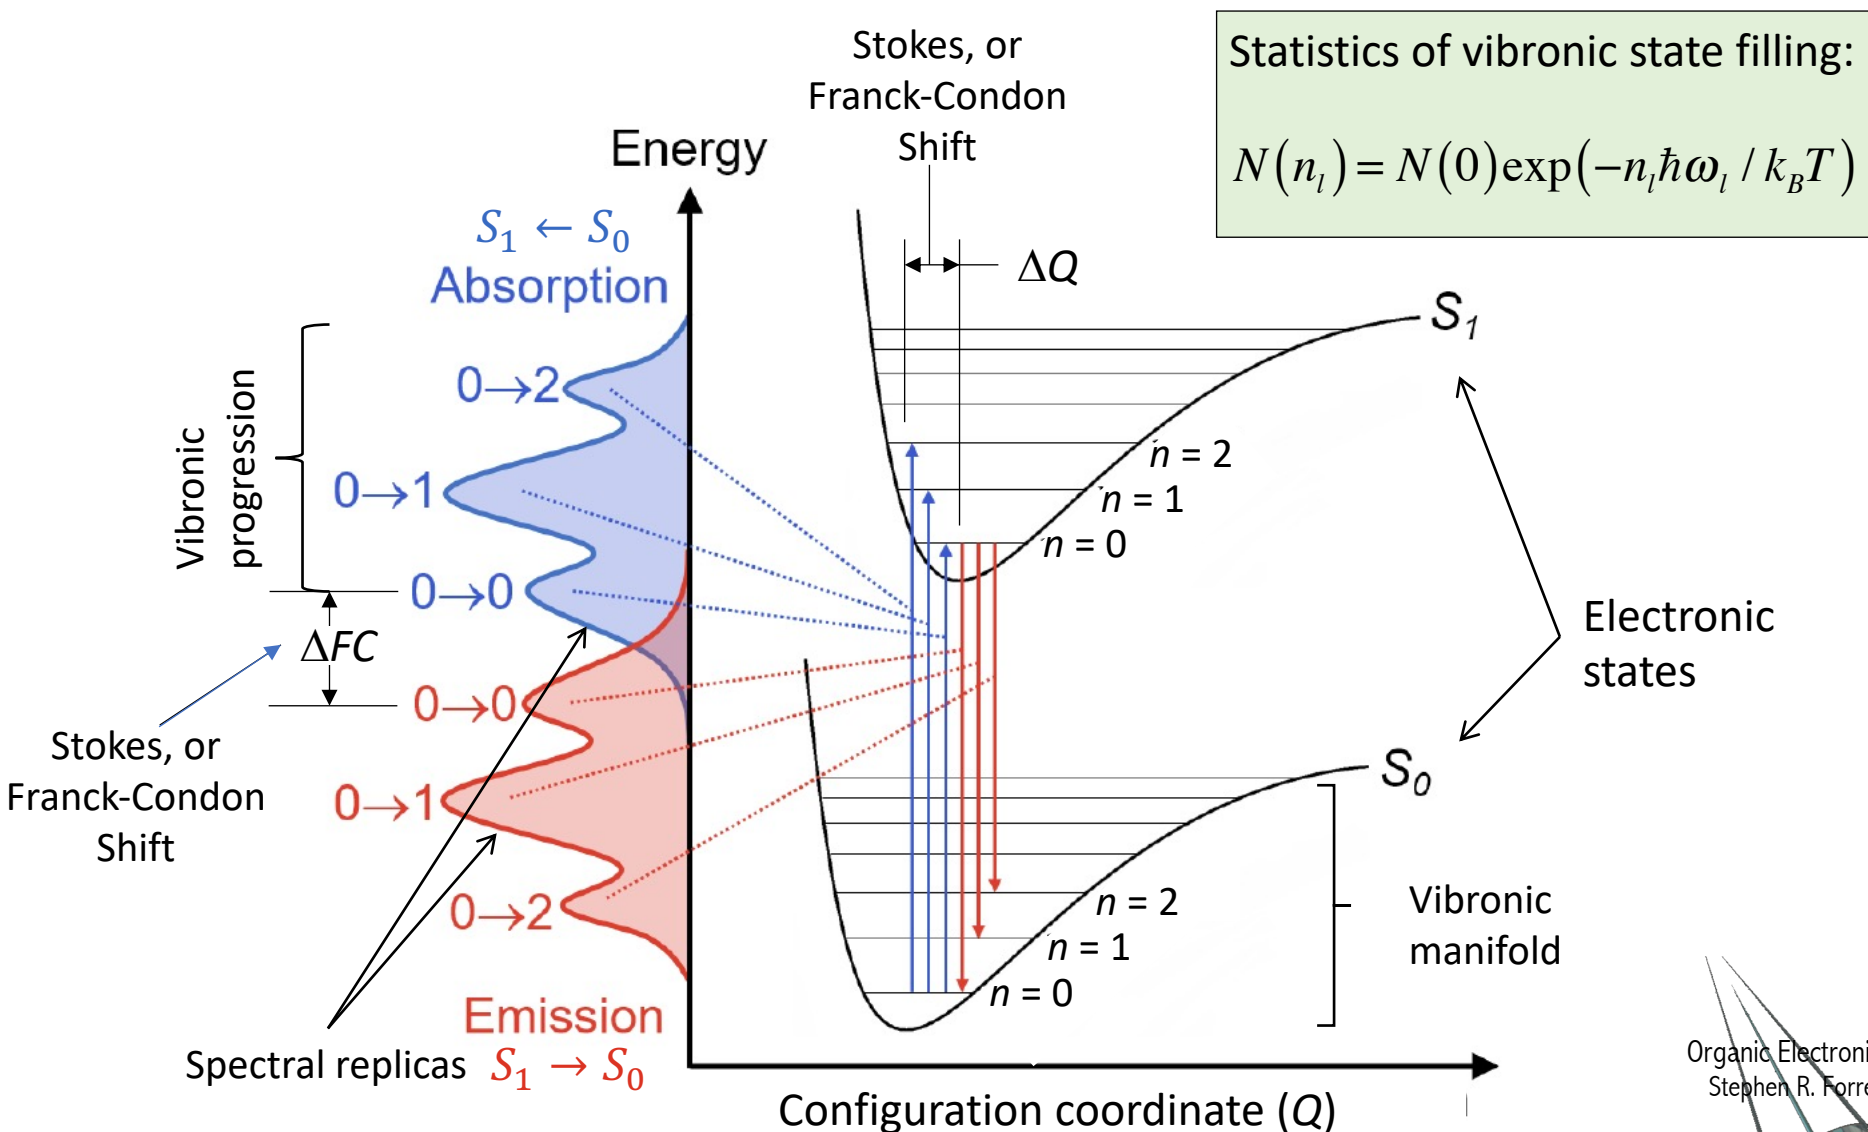 Stokes, or
Franck-Condon
Shift
Statistics of vibronic state filling:
N(n_l) = N(0)exp(−n_lℏω_l / k_BT)
Energy
S₁ ← S₀
Absorption
ΔQ
S₁
Vibronic
progression
0→2
0→1
0→0
n = 2
n = 1
n = 0
ΔFC
Electronic
states
0→0
Stokes, or
Franck-Condon
Shift
0→1
S₀
0→2
n = 2
n = 1
n = 0
Vibronic
manifold
Emission
Spectral replicas
S₁ → S₀
Configuration coordinate (Q)
Organic
Stephen R.